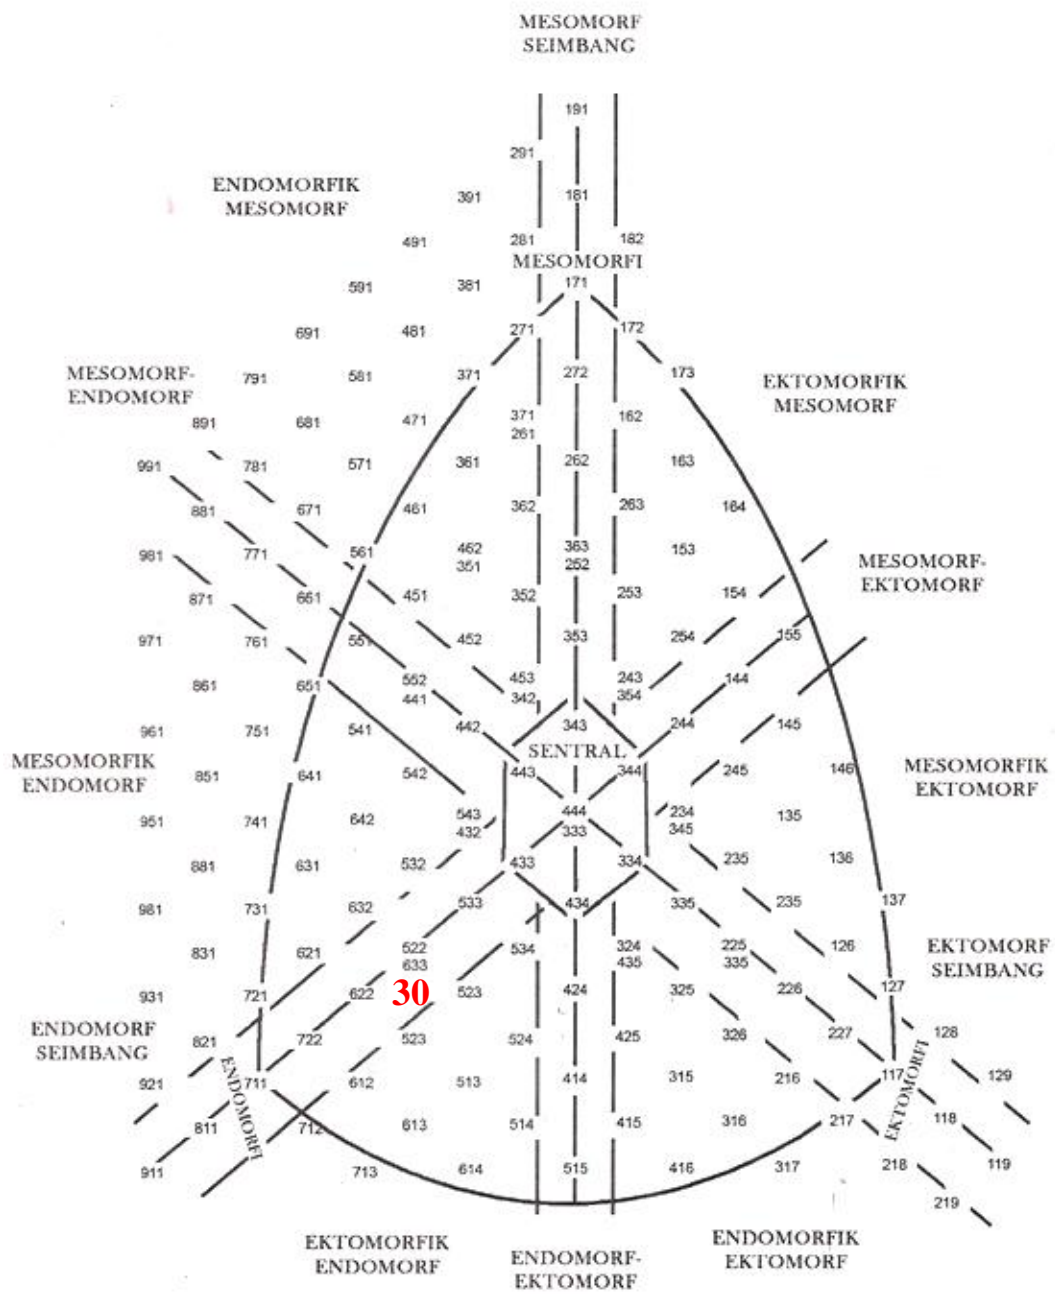 MESOMORF
SEIMBANG
191
291
ENDOMORFIK
MESOMORF
391 181
491 281 182
MESOMORFI
591 381 171
691 481 271 172
MESOMORF-
ENDOMORF
791 581 371 272 173
EKTOMORFIK
MESOMORF
891 681 471 371 162
261
991 781 571 361 262 163
881 671 461 362 263 164
981 771 561 462 363 153
351 252
MESOMORF-
EKTOMORF
871 661 451 352 253 154
971 761 551 452 353 254 155
861 651 552 453 243 144
441 342 354
961 751 541 442 343 244 145
MESOMORFIK
ENDOMORF
SENTRAL
MESOMORFIK
EKTOMORF
851 641 542 443 344 245 146
951 741 642 543 444 234 135
432 333 345
881 631 532 433 334 235 136
981 731 632 533 434 335 235 137
831 621 522 534 324 225 126
633 435 335
EKTOMORF
SEIMBANG
931 721 622 30 523 424 325 226 127
ENDOMORF
SEIMBANG
821 722 523 524 425 326 227 128
921 711 612 513 414 315 216 117 129
ENDOMORFI
EKTOMORFI
811 712 613 514 415 316 217 118
911 713 614 515 416 317 218 119
219
EKTOMORFIK
ENDOMORF
ENDOMORF-
EKTOMORF
ENDOMORFIK
EKTOMORF